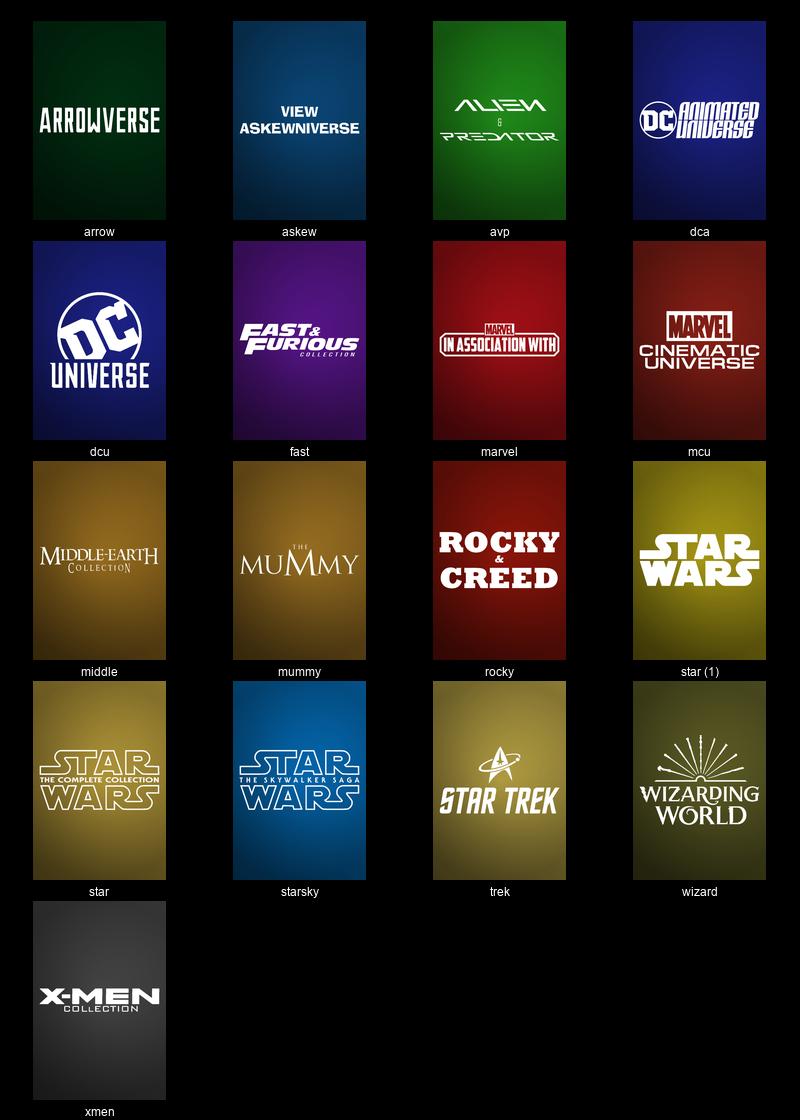 ARROWVERSE
arrow
VIEW
ASKEWNIVERSE
askew
ALIEN
&
PREDATOR
avp
DC ANIMATED
UNIVERSE
dca
DC
UNIVERSE
dcu
FAST &
FURIOUS
COLLECTION
fast
MARVEL
IN ASSOCIATION WITH
marvel
MARVEL
CINEMATIC
UNIVERSE
mcu
MIDDLE-EARTH
COLLECTION
middle
THE
MUMMY
mummy
ROCKY
&
CREED
rocky
STAR
WARS
star (1)
STAR
THE COMPLETE COLLECTION
WARS
star
STAR
THE SKYWALKER SAGA
WARS
starsky
STAR TREK
trek
WIZARDING
WORLD
wizard
X-MEN
COLLECTION
xmen